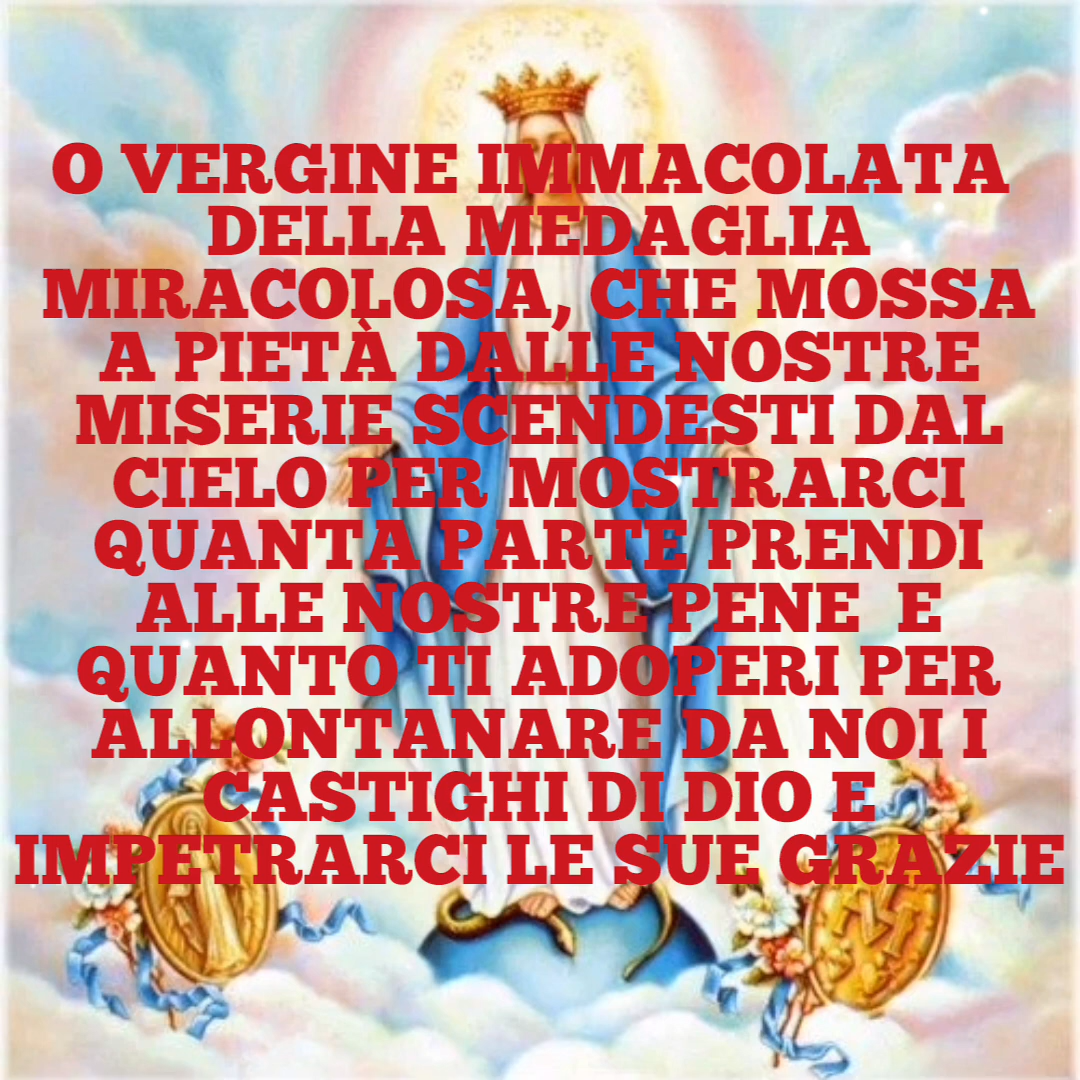 O VERGINE IMMACOLATA
DELLA MEDAGLIA
MIRACOLOSA, CHE MOSSA
A PIETÀ DALLE NOSTRE
MISERIE SCENDESTI DAL
CIELO PER MOSTRARCI
QUANTA PARTE PRENDI
ALLE NOSTRE PENE  E
QUANTO TI ADOPERI PER
ALLONTANARE DA NOI I
CASTIGHI DI DIO E
IMPETRARCI LE SUE GRAZIE